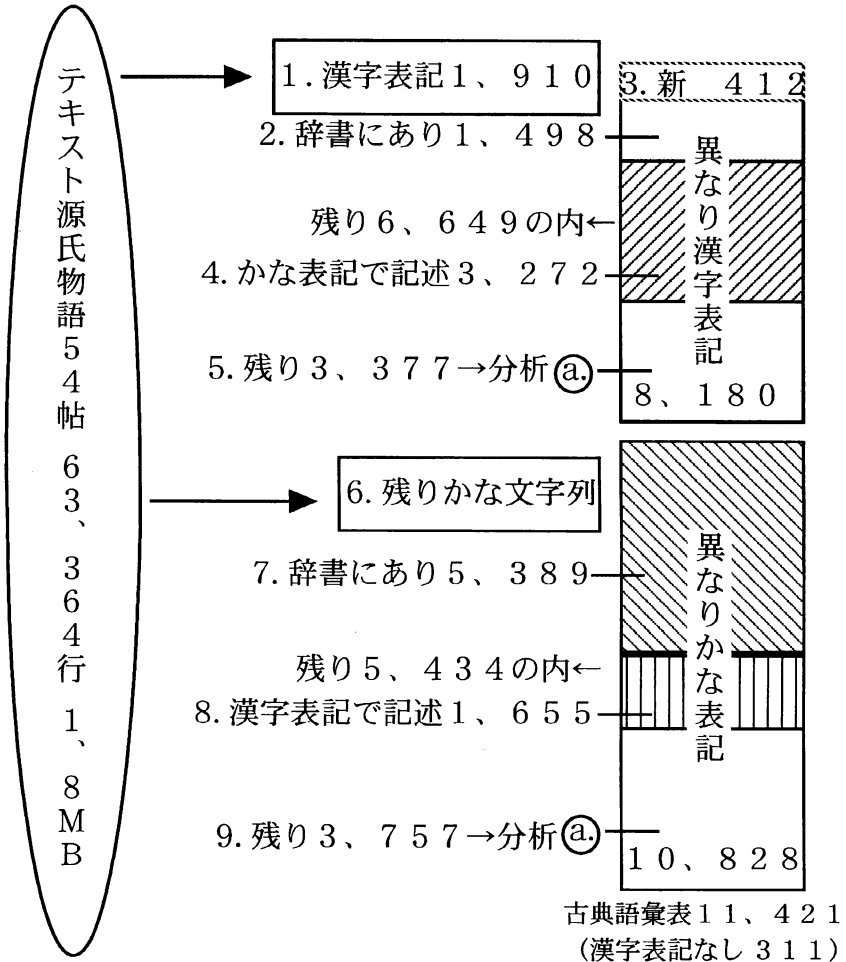 テキスト源氏物語54帖 63、364行 1、8MB
1.漢字表記1、910
3.新 412
2.辞書にあり1、498
残り6、649の内←
4.かな表記で記述3、272
5.残り3、377→分析ⓐ.
異なり漢字表記
8、180
6.残りかな文字列
7.辞書にあり5、389
残り5、434の内←
8.漢字表記で記述1、655
9.残り3、757→分析ⓐ.
異なりかな表記
10、828
古典語彙表11、421
（漢字表記なし 311）